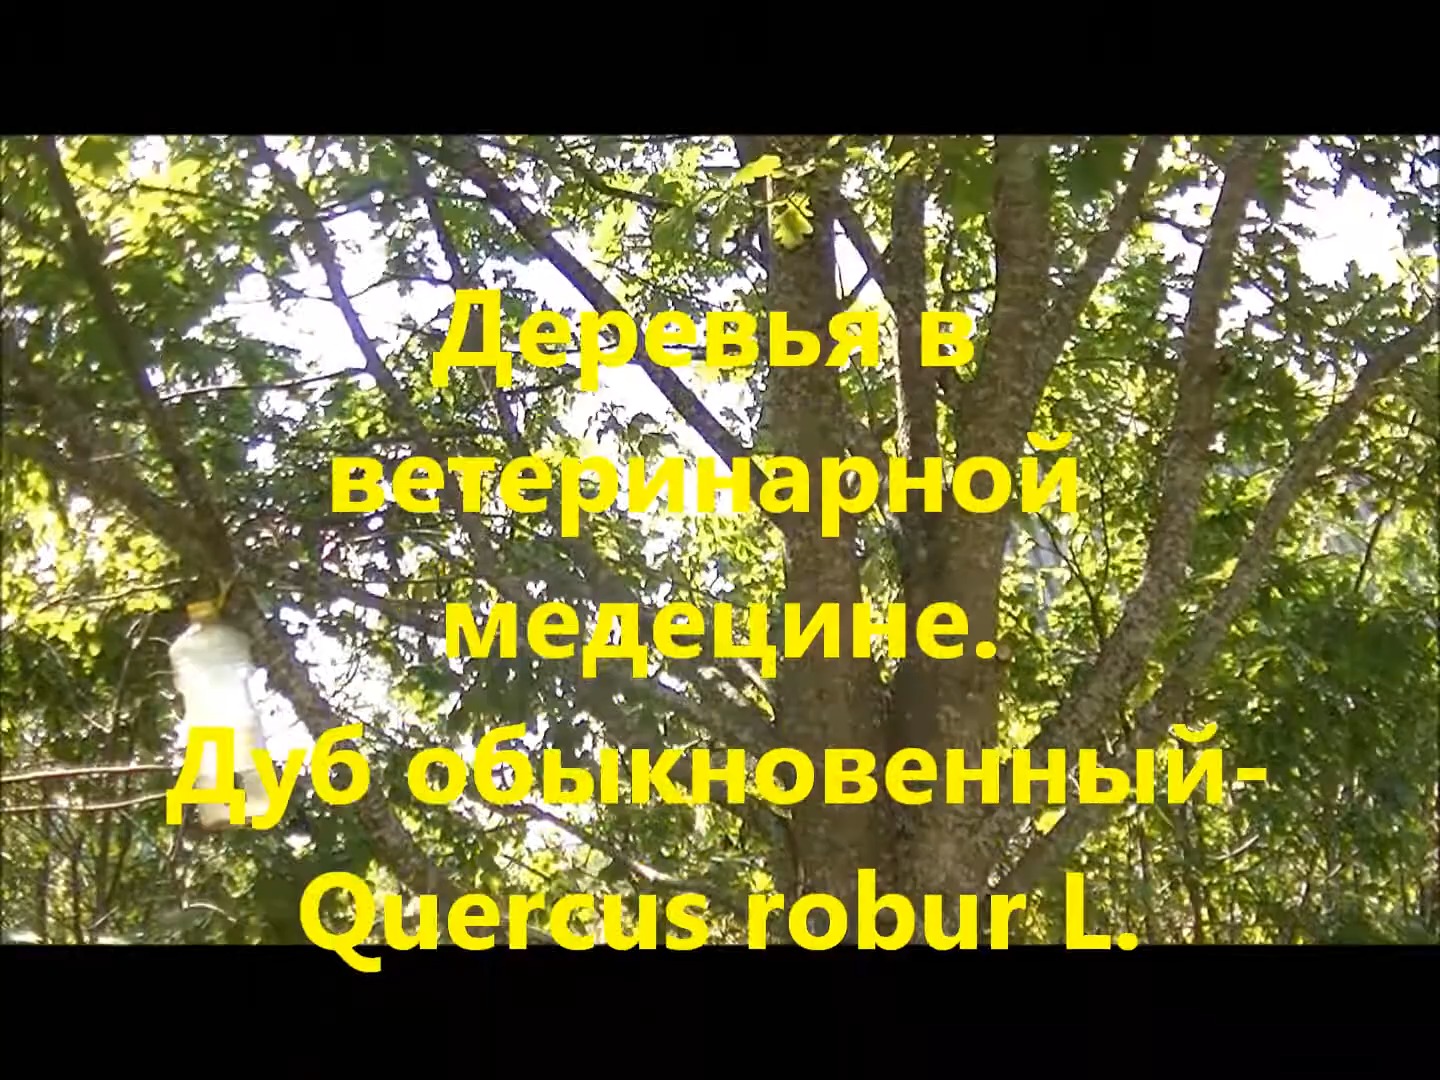 Деревья в
ветеринарной
медецине.
Дуб обыкновенный-
Quercus robur L.